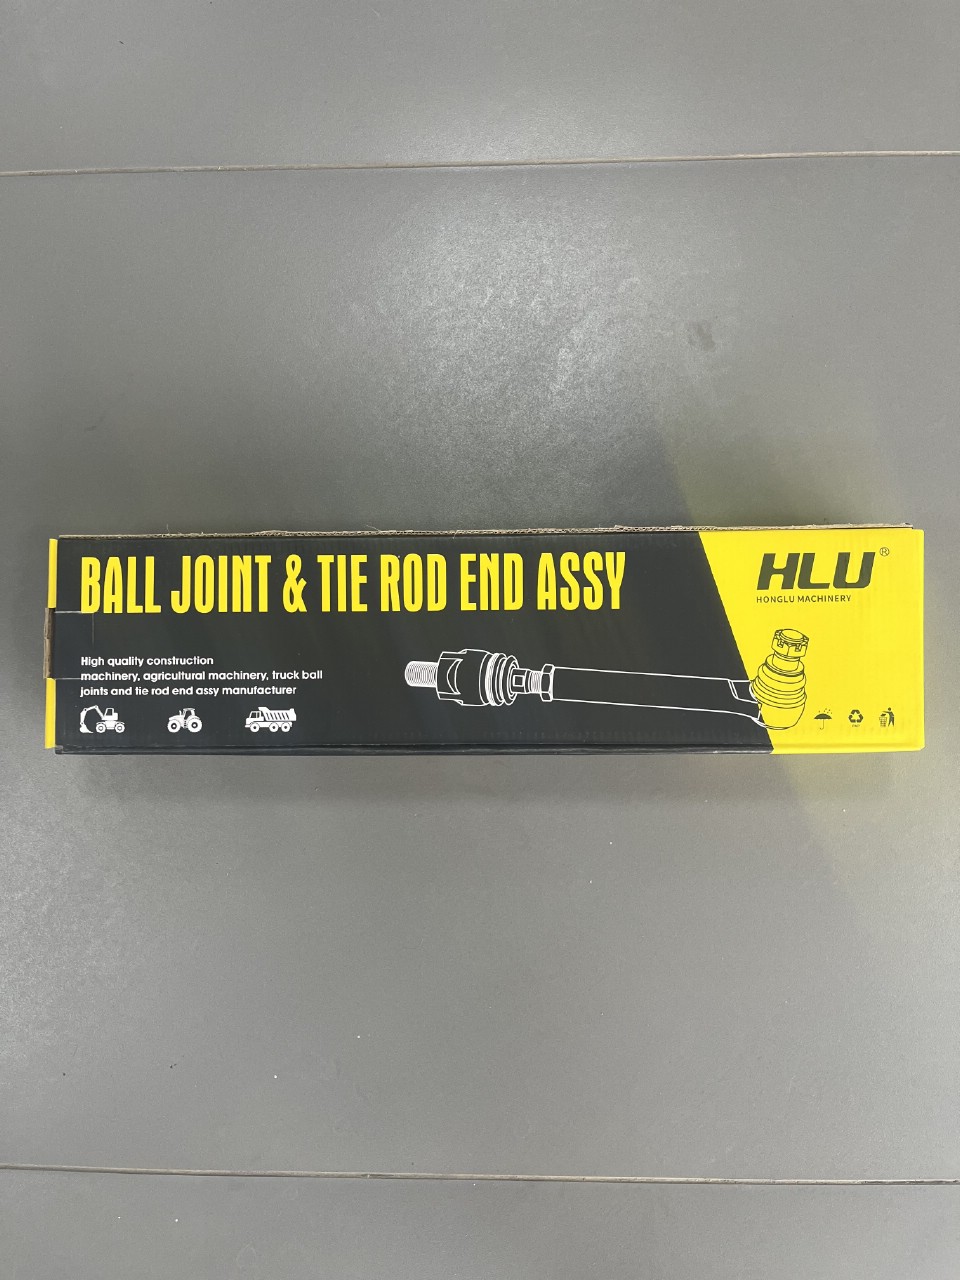 BALL JOINT & TIE ROD END ASSY
HLU®
HONGLU MACHINERY
High quality construction
machinery, agricultural machinery, truck ball
joints and tie rod end assy manufacturer